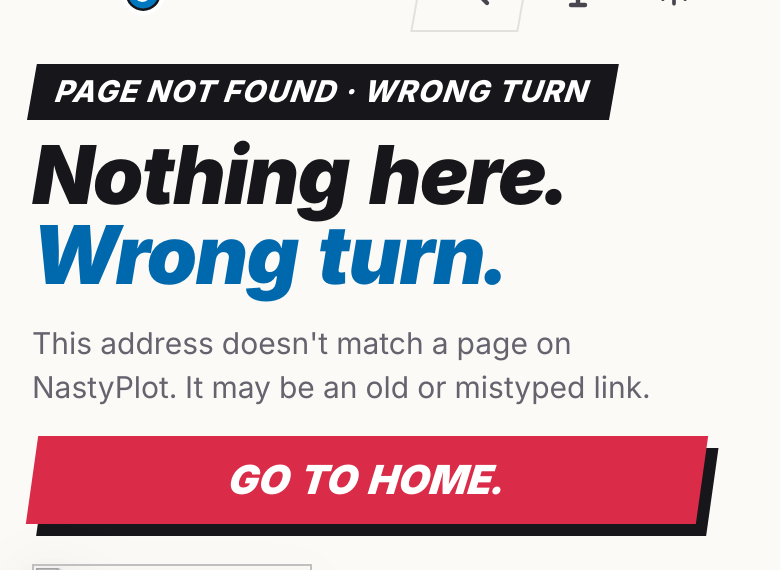 PAGE NOT FOUND · WRONG TURN
Nothing here.
Wrong turn.
This address doesn't match a page on
NastyPlot. It may be an old or mistyped link.
GO TO HOME.